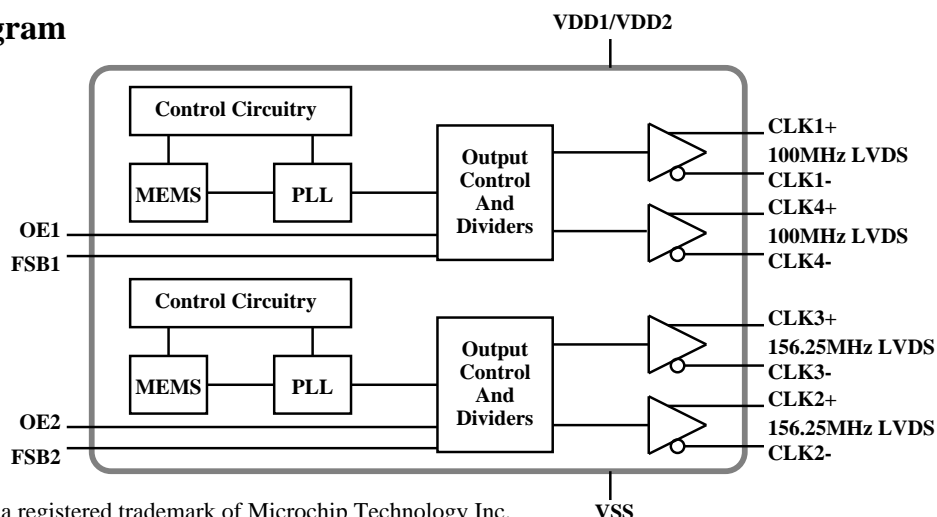 gram
VDD1/VDD2
Control Circuitry
MEMS
PLL
Output
Control
And
Dividers
CLK1+
100MHz LVDS
CLK1-
CLK4+
100MHz LVDS
CLK4-
OE1
FSB1
Control Circuitry
MEMS
PLL
Output
Control
And
Dividers
CLK3+
156.25MHz LVDS
CLK3-
CLK2+
156.25MHz LVDS
CLK2-
OE2
FSB2
a registered trademark of Microchip Technology Inc.
VSS